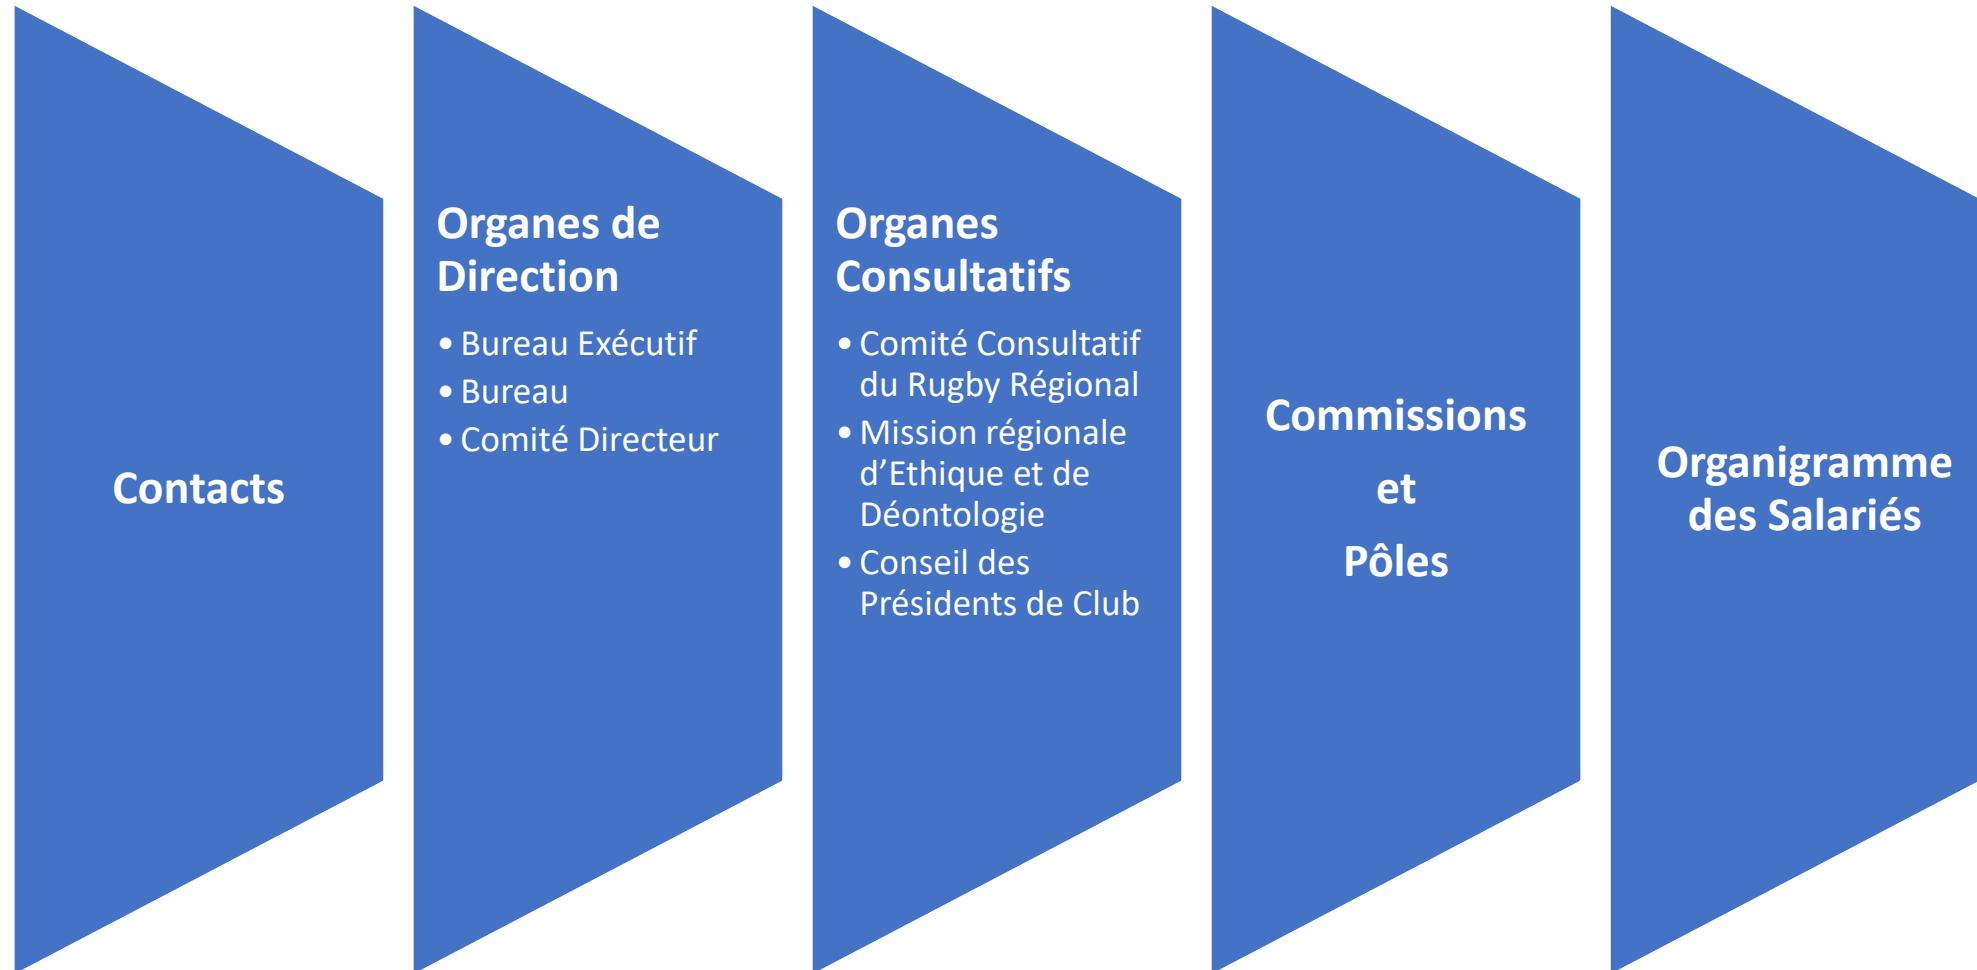 Contacts
Organes de
Direction
• Bureau Exécutif
• Bureau
• Comité Directeur
Organes
Consultatifs
• Comité Consultatif
du Rugby Régional
• Mission régionale
d’Ethique et de
Déontologie
• Conseil des
Présidents de Club
Commissions
et
Pôles
Organigramme
des Salariés